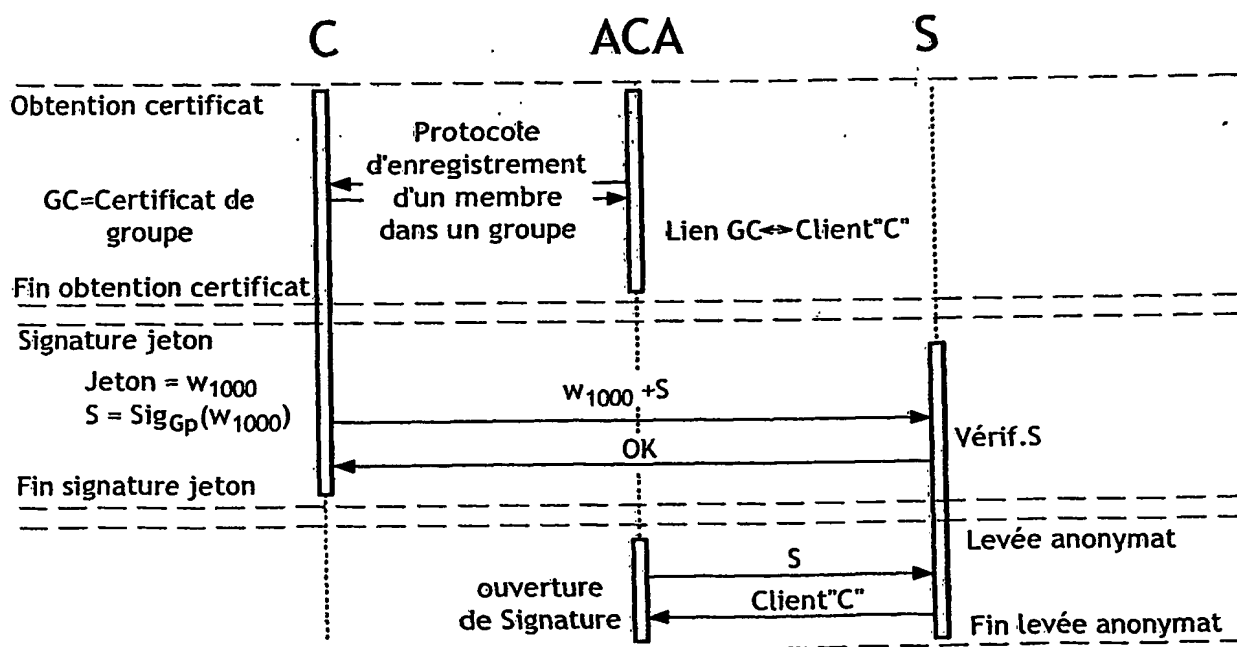 C ACA S
Obtention certificat
Protocole
d'enregistrement
d'un membre
dans un groupe
GC=Certificat de
groupe
Lien GC↔Client"C"
Fin obtention certificat
Signature jeton
Jeton = w1000
S = SigGp(w1000)
w1000 +S
Vérif.S
OK
Fin signature jeton
Levée anonymat
S
ouverture
de Signature
Client"C"
Fin levée anonymat